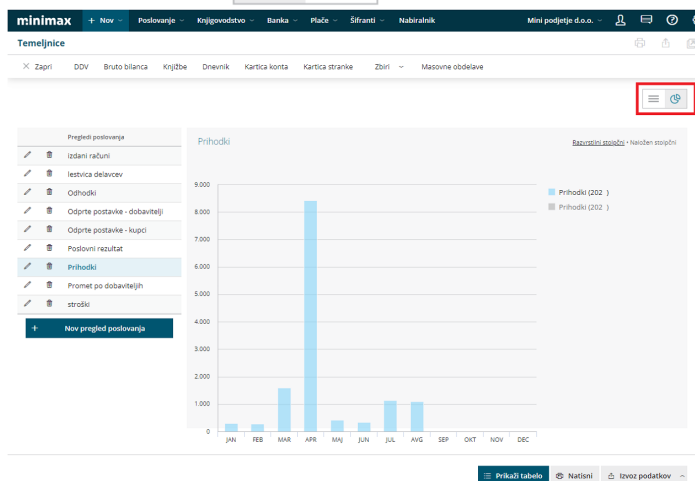 minimax + Nov Poslovanje Knjigovodstvo Banka Plače Šifranti Nabiralnik Mini podjetje d.o.o.
Temeljnice
Zapri DDV Bruto bilanca Knjižbe Dnevnik Kartica konta Kartica stranke Zbiri Masovne obdelave
Pregledi poslovanja
izdani računi
lestvica delavcev
Odhodki
Odprte postavke - dobavitelji
Odprte postavke - kupci
Poslovni rezultat
Prihodki
Promet po dobaviteljih
stroški
+ Nov pregled poslovanja
Prihodki
Razvrstilni stolpčni • Naložen stolpčni
9.000
8.000
7.000
6.000
5.000
4.000
3.000
2.000
1.000
0
JAN FEB MAR APR MAJ JUN JUL AVG SEP OKT NOV DEC
Prihodki (202 )
Prihodki (202 )
Prikaži tabelo Natisni Izvoz podatkov